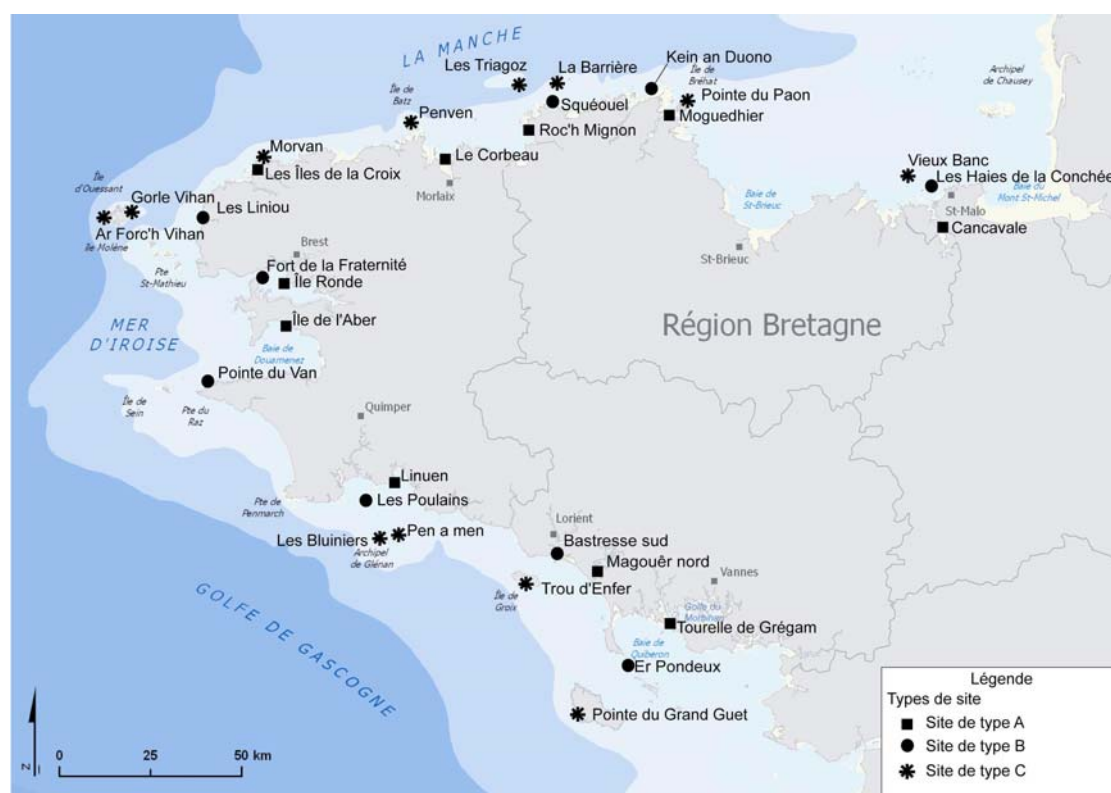 LA MANCHE
Kein an Duono
Les Triagoz
La Barrière
Île de
Bréhat
Archipel
de Chausey
Île de
Batz
Penven
Squéouel
Pointe du Paon
Moguedhier
Roc'h Mignon
Morvan
Le Corbeau
Les Îles de la Croix
Vieux Banc
Les Haies de la Conchée
Île
d'Ouessant
Gorle Vihan
Les Liniou
Morlaix
Baie de
St-Brieuc
Baie du
Mont St-Michel
St-Malo
Ar Forc'h Vihan
Île Molène
Cancavale
Brest
St-Brieuc
Pte
St-Mathieu
Fort de la Fraternité
Île Ronde
MER
D'IROISE
Île de l'Aber
Région Bretagne
Baie de
Douarnenez
Pointe du Van
Île de
Sein
Pte du
Raz
Quimper
Linuen
Les Poulains
Pte de
Penmarch
Les Bluiniers
Pen a men
Archipel
de Glénan
Lorient
Bastresse sud
Magouêr nord
Vannes
Trou d'Enfer
Île de
Groix
Golfe du
Morbihan
Tourelle de Grégam
GOLFE DE GASCOGNE
Baie de
Quiberon
Er Pondeux
Pointe du Grand Guet
Légende
Types de site
Site de type A
Site de type B
Site de type C
N
0 25 50 km